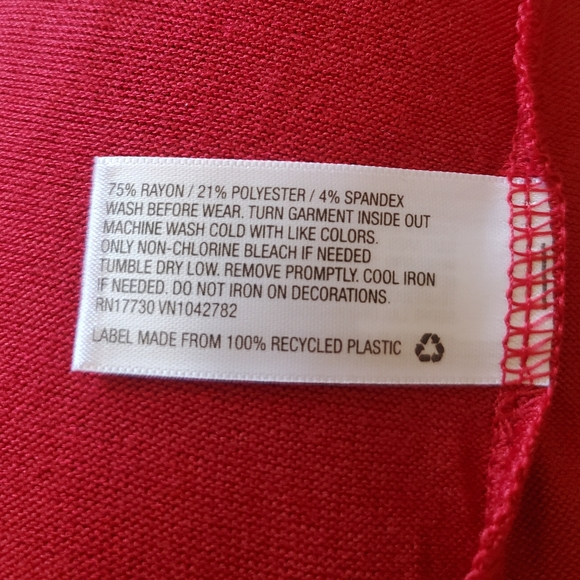 75% RAYON / 21% POLYESTER / 4% SPANDEX
WASH BEFORE WEAR. TURN GARMENT INSIDE OUT
MACHINE WASH COLD WITH LIKE COLORS.
ONLY NON-CHLORINE BLEACH IF NEEDED
TUMBLE DRY LOW. REMOVE PROMPTLY. COOL IRON
IF NEEDED. DO NOT IRON ON DECORATIONS.
RN17730 VN1042782
LABEL MADE FROM 100% RECYCLED PLASTIC